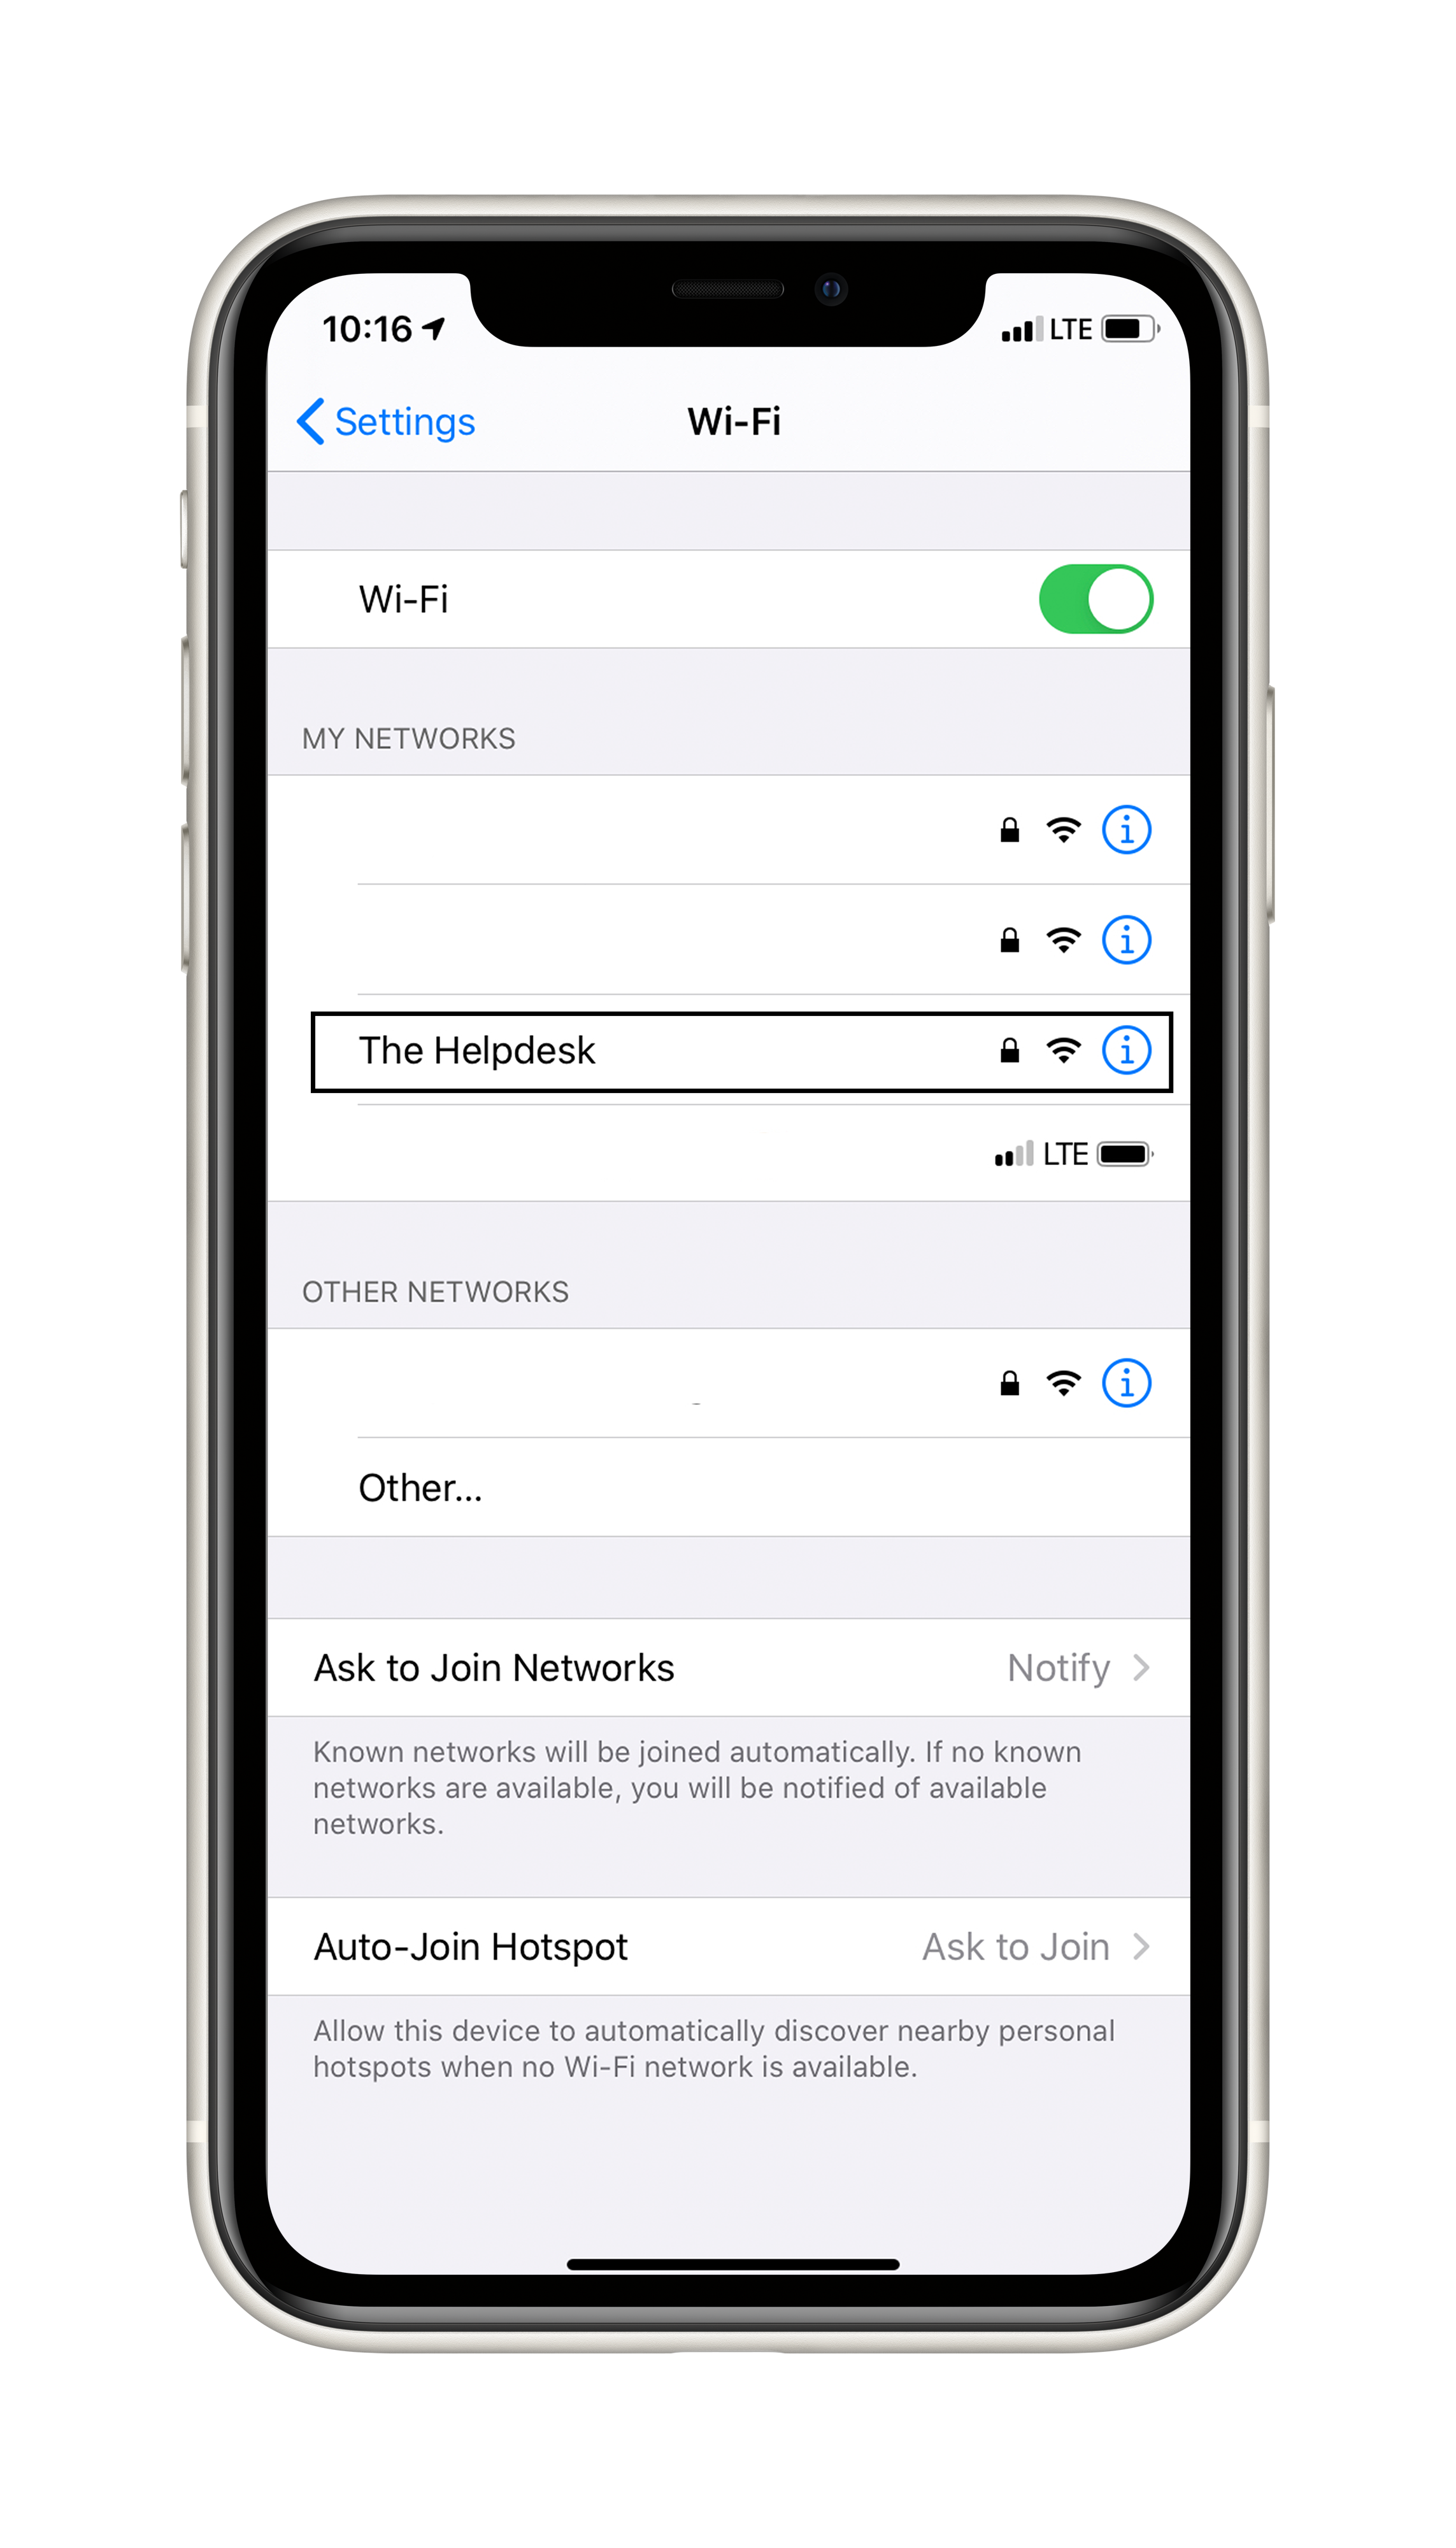 10:16 LTE
Settings Wi-Fi
Wi-Fi
MY NETWORKS
The Helpdesk
LTE
OTHER NETWORKS
Other...
Ask to Join Networks Notify
Known networks will be joined automatically. If no known
networks are available, you will be notified of available
networks.
Auto-Join Hotspot Ask to Join
Allow this device to automatically discover nearby personal
hotspots when no Wi-Fi network is available.